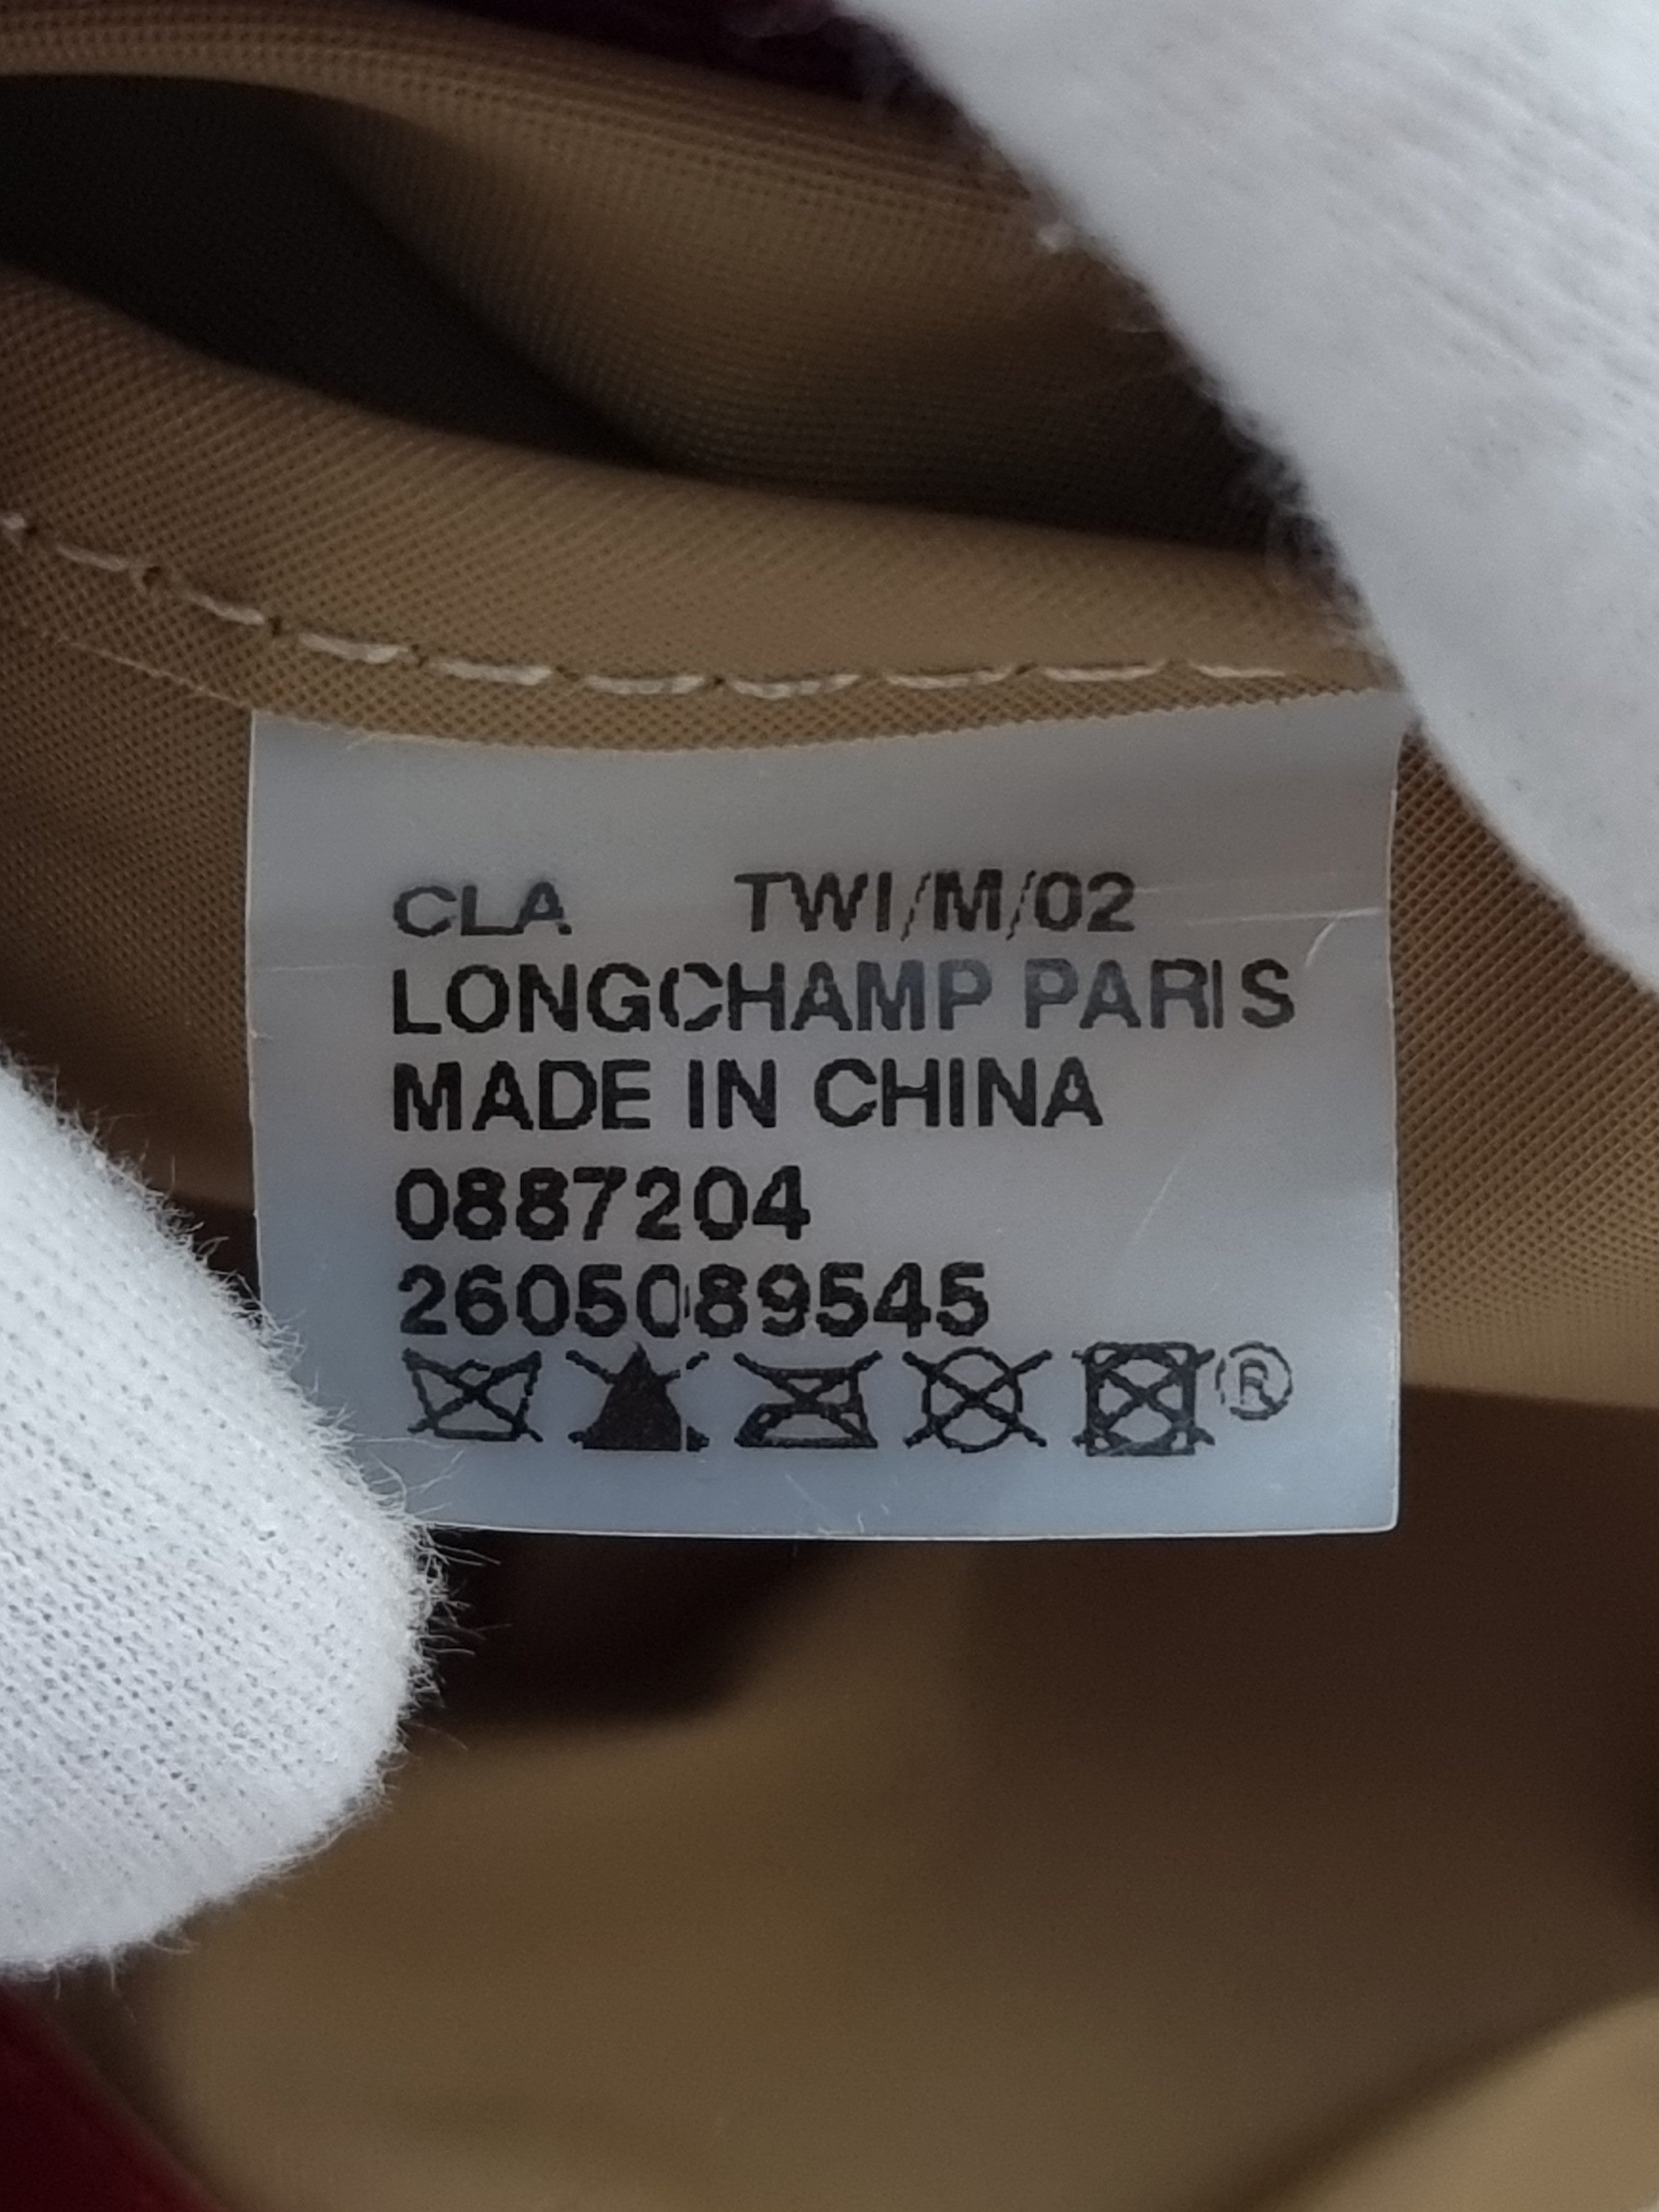 CLA TWI/M/02
LONGCHAMP PARIS
MADE IN CHINA
0887204
2605089545
®